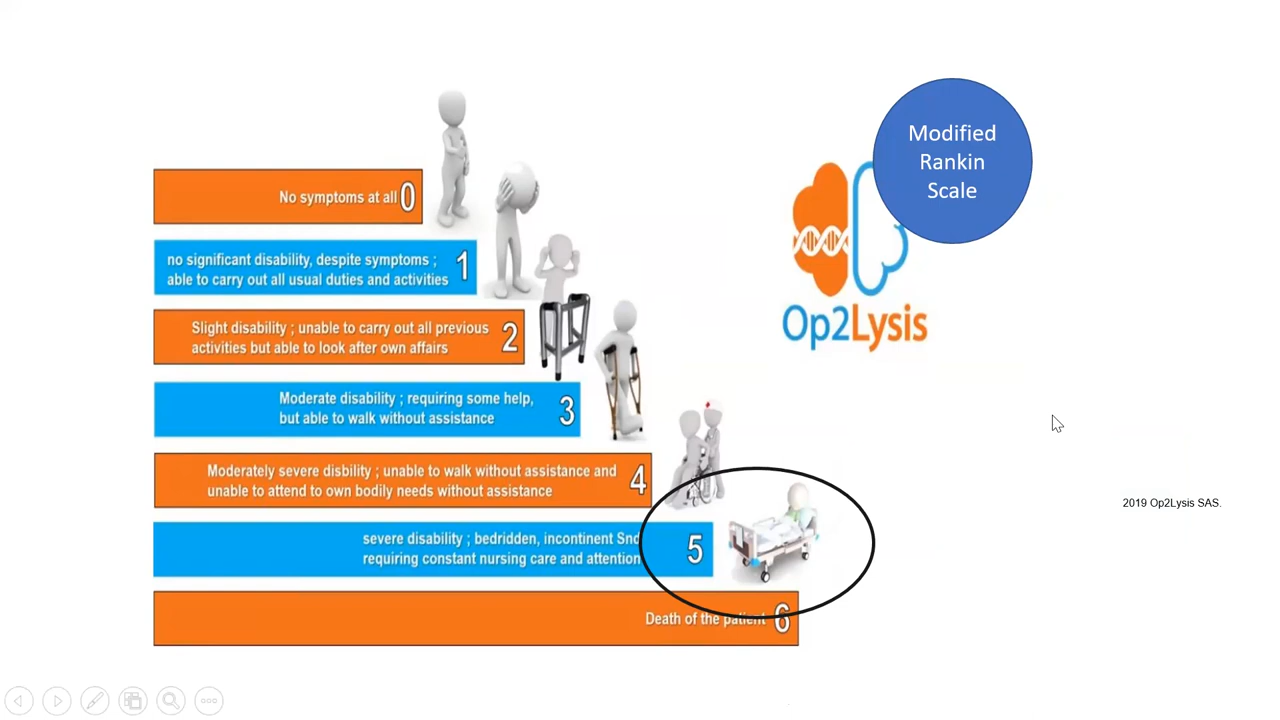 Modified
Rankin
Scale
No symptoms at all 0
no significant disability, despite symptoms ;
able to carry out all usual duties and activities
1
Slight disability ; unable to carry out all previous
activities but able to look after own affairs
2
Moderate disability ; requiring some help,
but able to walk without assistance
3
Moderately severe disbility ; unable to walk without assistance and
unable to attend to own bodily needs without assistance
4
severe disability ; bedridden, incontinent
requiring constant nursing care and attention
5
Death of the patient 6
Op2Lysis
2019 Op2Lysis SAS.